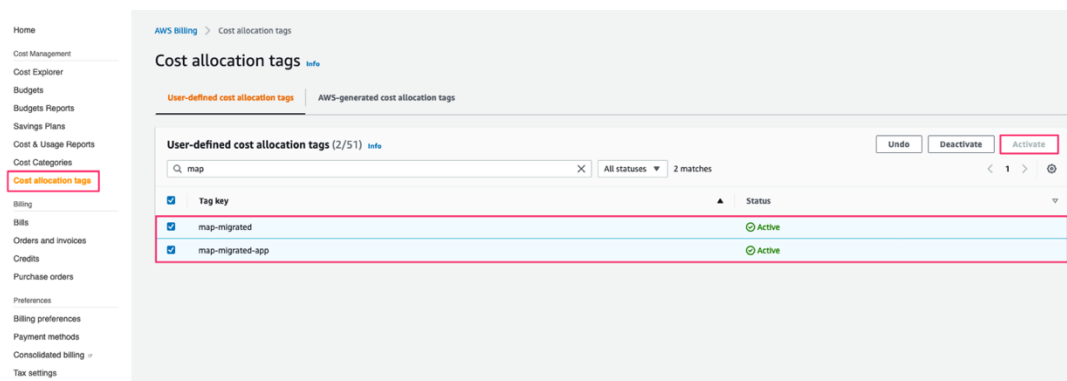 Home
Cost Management
Cost Explorer
Budgets
Budgets Reports
Savings Plans
Cost & Usage Reports
Cost Categories
Cost allocation tags
Billing
Bills
Orders and invoices
Credits
Purchase orders
Preferences
Billing preferences
Payment methods
Consolidated billing
Tax settings
AWS Billing > Cost allocation tags
Cost allocation tags Info
User-defined cost allocation tags AWS-generated cost allocation tags
User-defined cost allocation tags (2/51) Info Undo Deactivate Activate
map All statuses 2 matches 1
Tag key Status
map-migrated Active
map-migrated-app Active